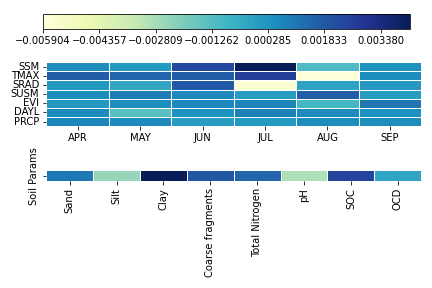 −0.005904 −0.004357 −0.002809 −0.001262 0.000285 0.001833 0.003380
SSM
TMAX
SRAD
SUSM
EVI
DAYL
PRCP
APR MAY JUN JUL AUG SEP
Soil Params
Sand Silt Clay Coarse fragments Total Nitrogen pH SOC OCD